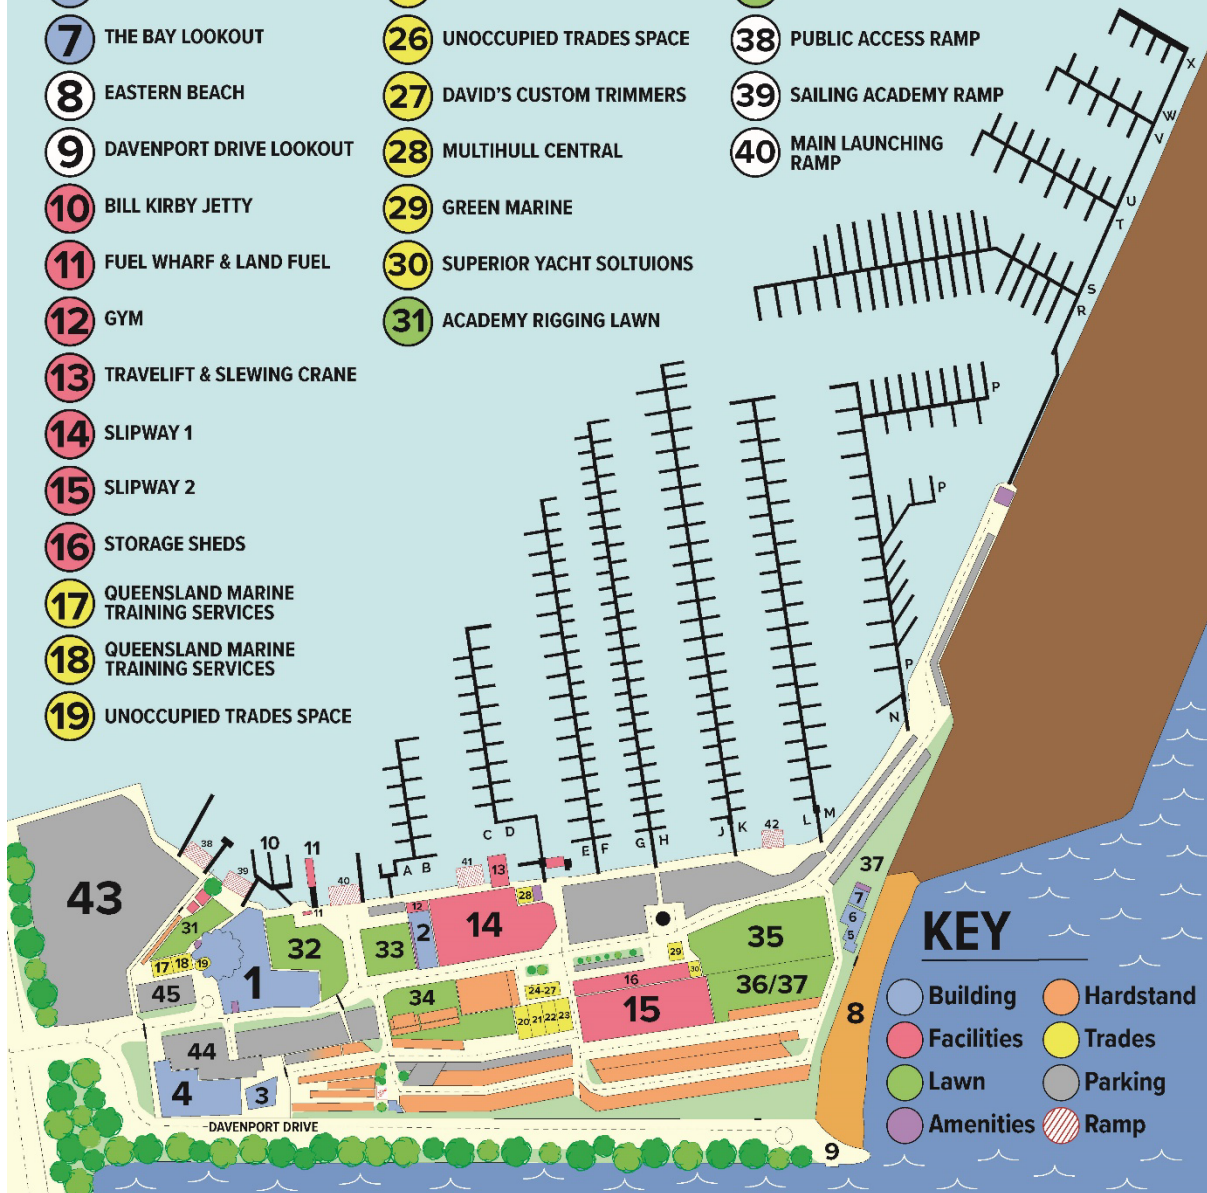 7 THE BAY LOOKOUT
8 EASTERN BEACH
9 DAVENPORT DRIVE LOOKOUT
10 BILL KIRBY JETTY
11 FUEL WHARF & LAND FUEL
12 GYM
13 TRAVELIFT & SLEWING CRANE
14 SLIPWAY 1
15 SLIPWAY 2
16 STORAGE SHEDS
17 QUEENSLAND MARINE
TRAINING SERVICES
18 QUEENSLAND MARINE
TRAINING SERVICES
19 UNOCCUPIED TRADES SPACE
26 UNOCCUPIED TRADES SPACE
27 DAVID'S CUSTOM TRIMMERS
28 MULTIHULL CENTRAL
29 GREEN MARINE
30 SUPERIOR YACHT SOLTUIONS
31 ACADEMY RIGGING LAWN
38 PUBLIC ACCESS RAMP
39 SAILING ACADEMY RAMP
40 MAIN LAUNCHING
RAMP
X
W
V
U
T
S
R
P
P
P
N
L M
J K
G H
E F
C D
A B
38
39
10
11
11
40
41
13
42
43
31
17 18 19
45
1
32
33
12
2
14
28
34
24-27
20 21 22 23
16
15
29
30
35
36/37
37
7
6
5
8
44
4
3
DAVENPORT DRIVE
9
KEY
Building
Hardstand
Facilities
Trades
Lawn
Parking
Amenities
Ramp